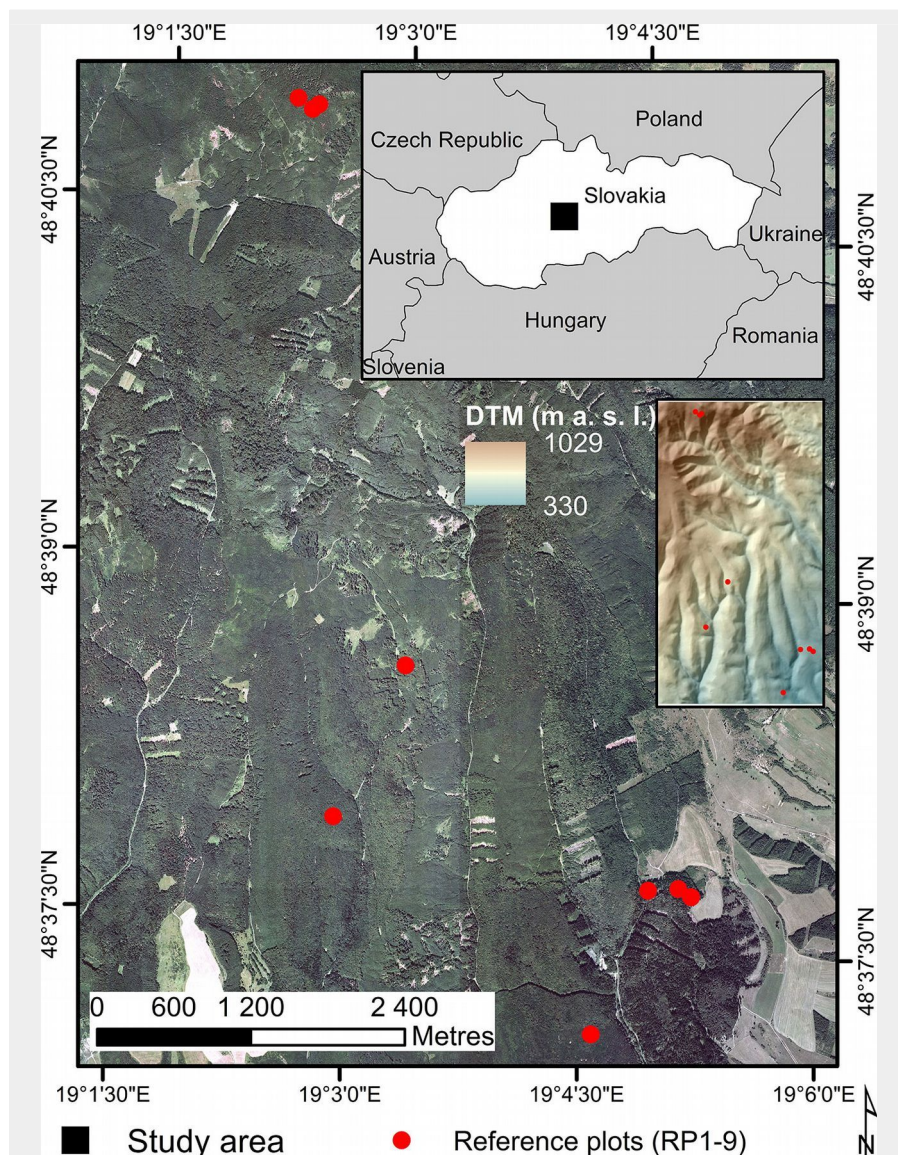 19°1'30"E 19°3'0"E 19°4'30"E
48°40'30"N
48°39'0"N
48°37'30"N
Czech Republic
Poland
Slovakia
Ukraine
Austria
Hungary
Romania
Slovenia
48°40'30"N
48°39'0"N
48°37'30"N
DTM (m a. s. l.)
1029
330
0 600 1 200 2 400
Metres
19°1'30"E 19°3'0"E 19°4'30"E 19°6'0"E
Study area
Reference plots (RP1-9)
N